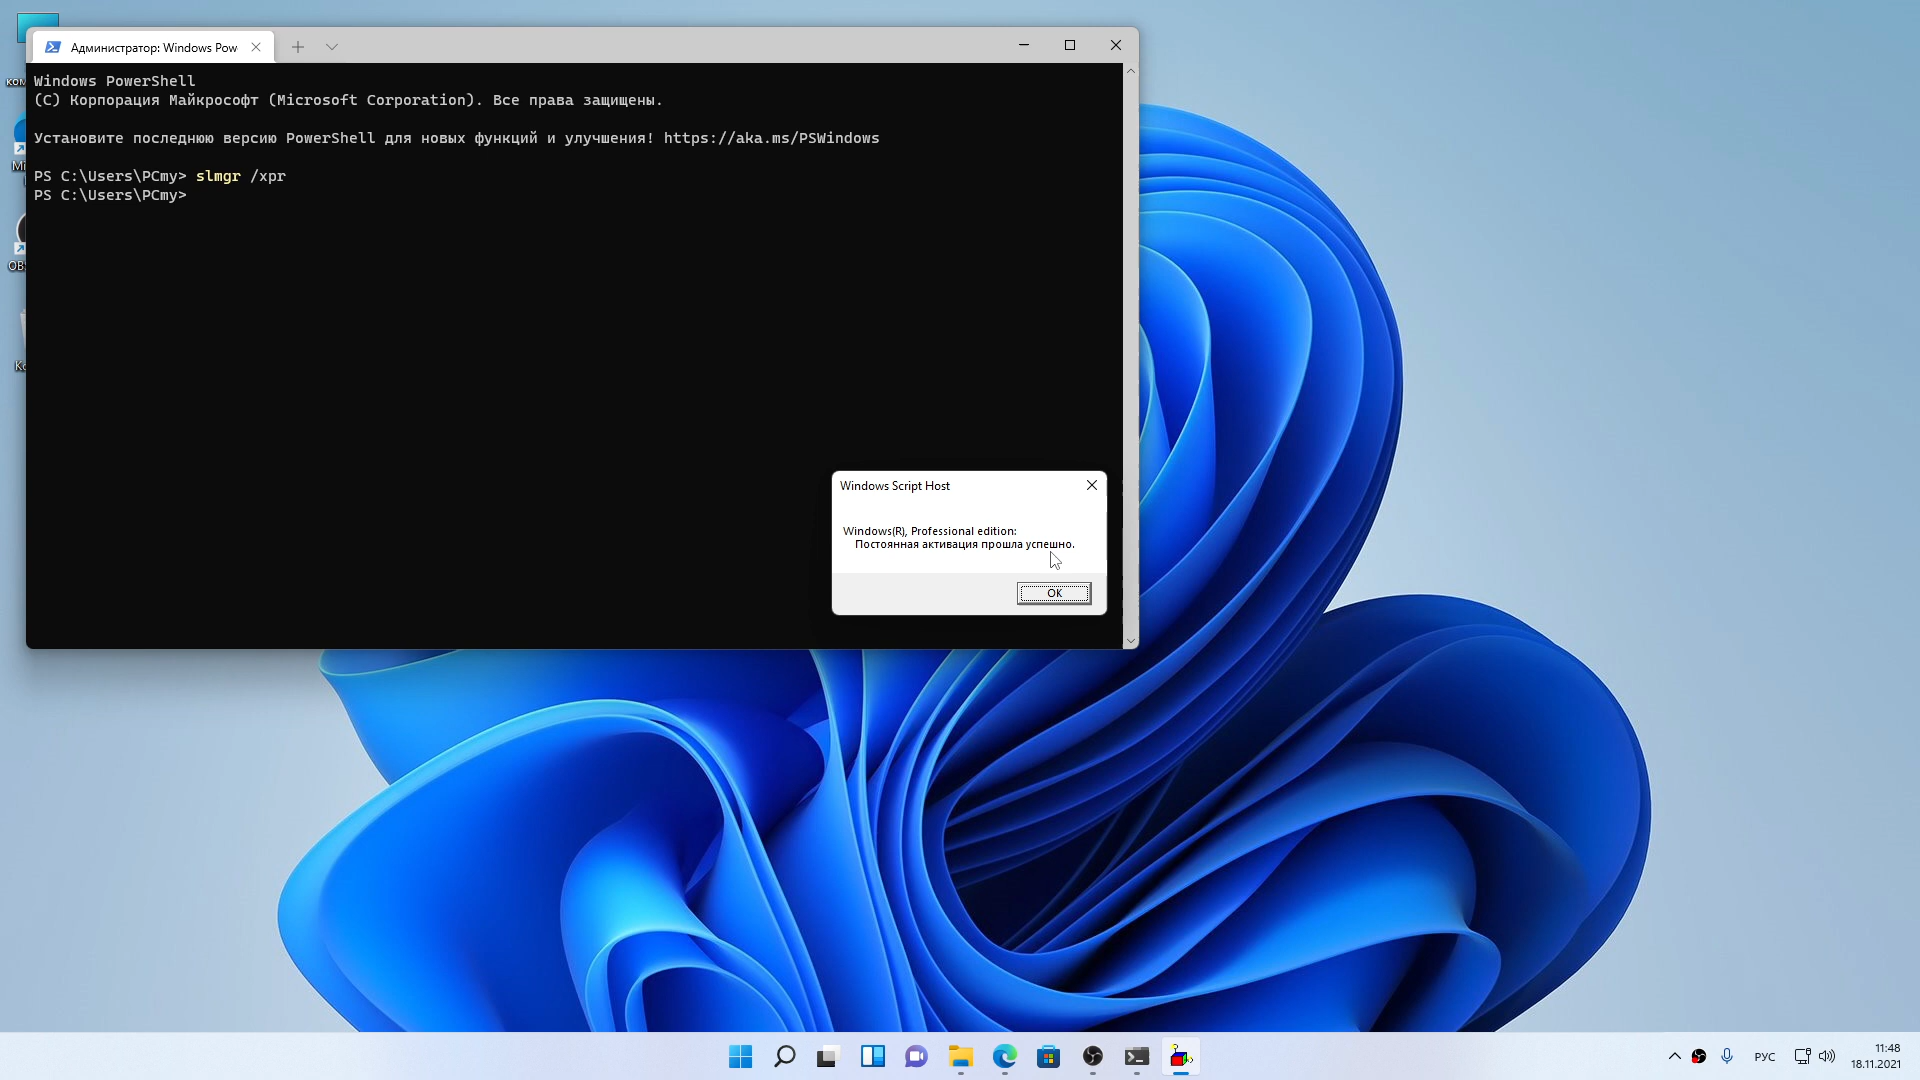 Администратор: Windows Pow
Windows PowerShell
(C) Корпорация Майкрософт (Microsoft Corporation). Все права защищены.
Установите последнюю версию PowerShell для новых функций и улучшения! https://aka.ms/PSWindows
PS C:\Users\PCmy> slmgr /xpr
PS C:\Users\PCmy>
Windows Script Host
Windows(R), Professional edition:
Постоянная активация прошла успешно.
OK
РУС
11:48
18.11.2021